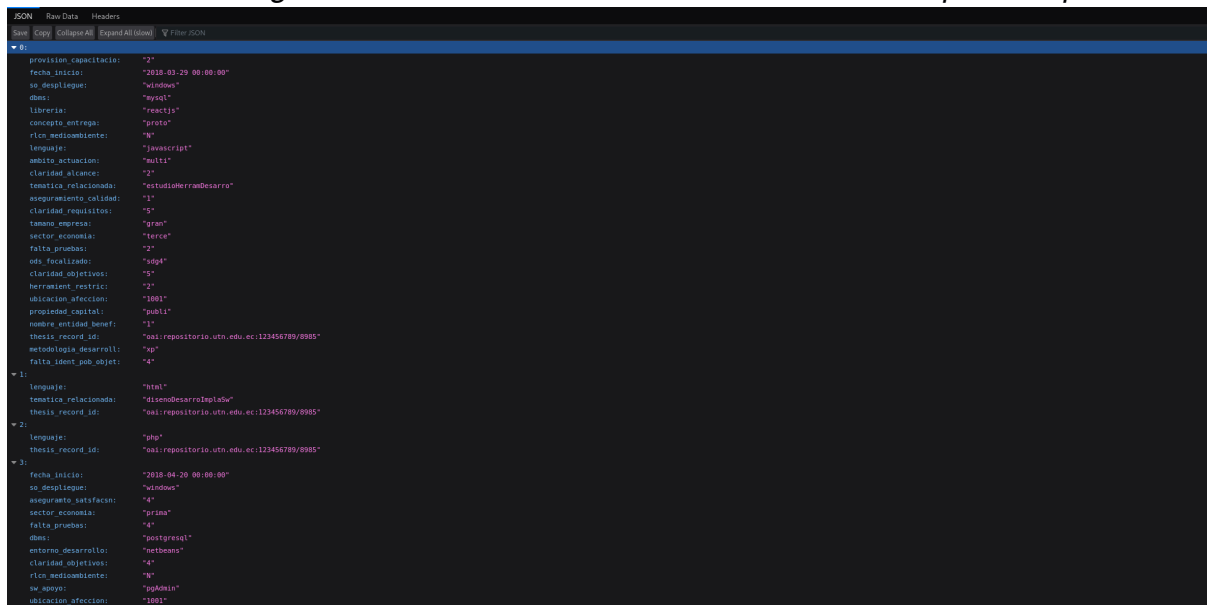 JSON Raw Data Headers
Save Copy Collapse All Expand All (slow) Filter JSON
0:
provision_capacitacio: "2"
fecha_inicio: "2018-03-29 00:00:00"
so_despliegue: "windows"
dbms: "mysql"
libreria: "reactjs"
concepto_entrega: "proto"
rlcn_medioambiente: "N"
lenguaje: "javascript"
ambito_actuacion: "multi"
claridad_alcance: "2"
tematica_relacionada: "estudioHerramDesarro"
aseguramiento_calidad: "1"
claridad_requisitos: "5"
tamano_empresa: "gran"
sector_economia: "terce"
falta_pruebas: "2"
ods_focalizado: "sdg4"
claridad_objetivos: "5"
herramient_restric: "2"
ubicacion_afeccion: "1001"
propiedad_capital: "publi"
nombre_entidad_benef: "1"
thesis_record_id: "oai:repositorio.utn.edu.ec:123456789/8985"
metodologia_desarroll: "xp"
falta_ident_pob_objet: "4"
1:
lenguaje: "html"
tematica_relacionada: "disenoDesarroImplaSw"
thesis_record_id: "oai:repositorio.utn.edu.ec:123456789/8985"
2:
lenguaje: "php"
thesis_record_id: "oai:repositorio.utn.edu.ec:123456789/8985"
3:
fecha_inicio: "2018-04-20 00:00:00"
so_despliegue: "windows"
aseguramto_satsfacsn: "4"
sector_economia: "prima"
falta_pruebas: "4"
dbms: "postgresql"
entorno_desarrollo: "netbeans"
claridad_objetivos: "4"
rlcn_medioambiente: "N"
sw_apoyo: "pgAdmin"
ubicacion_afeccion: "1001"